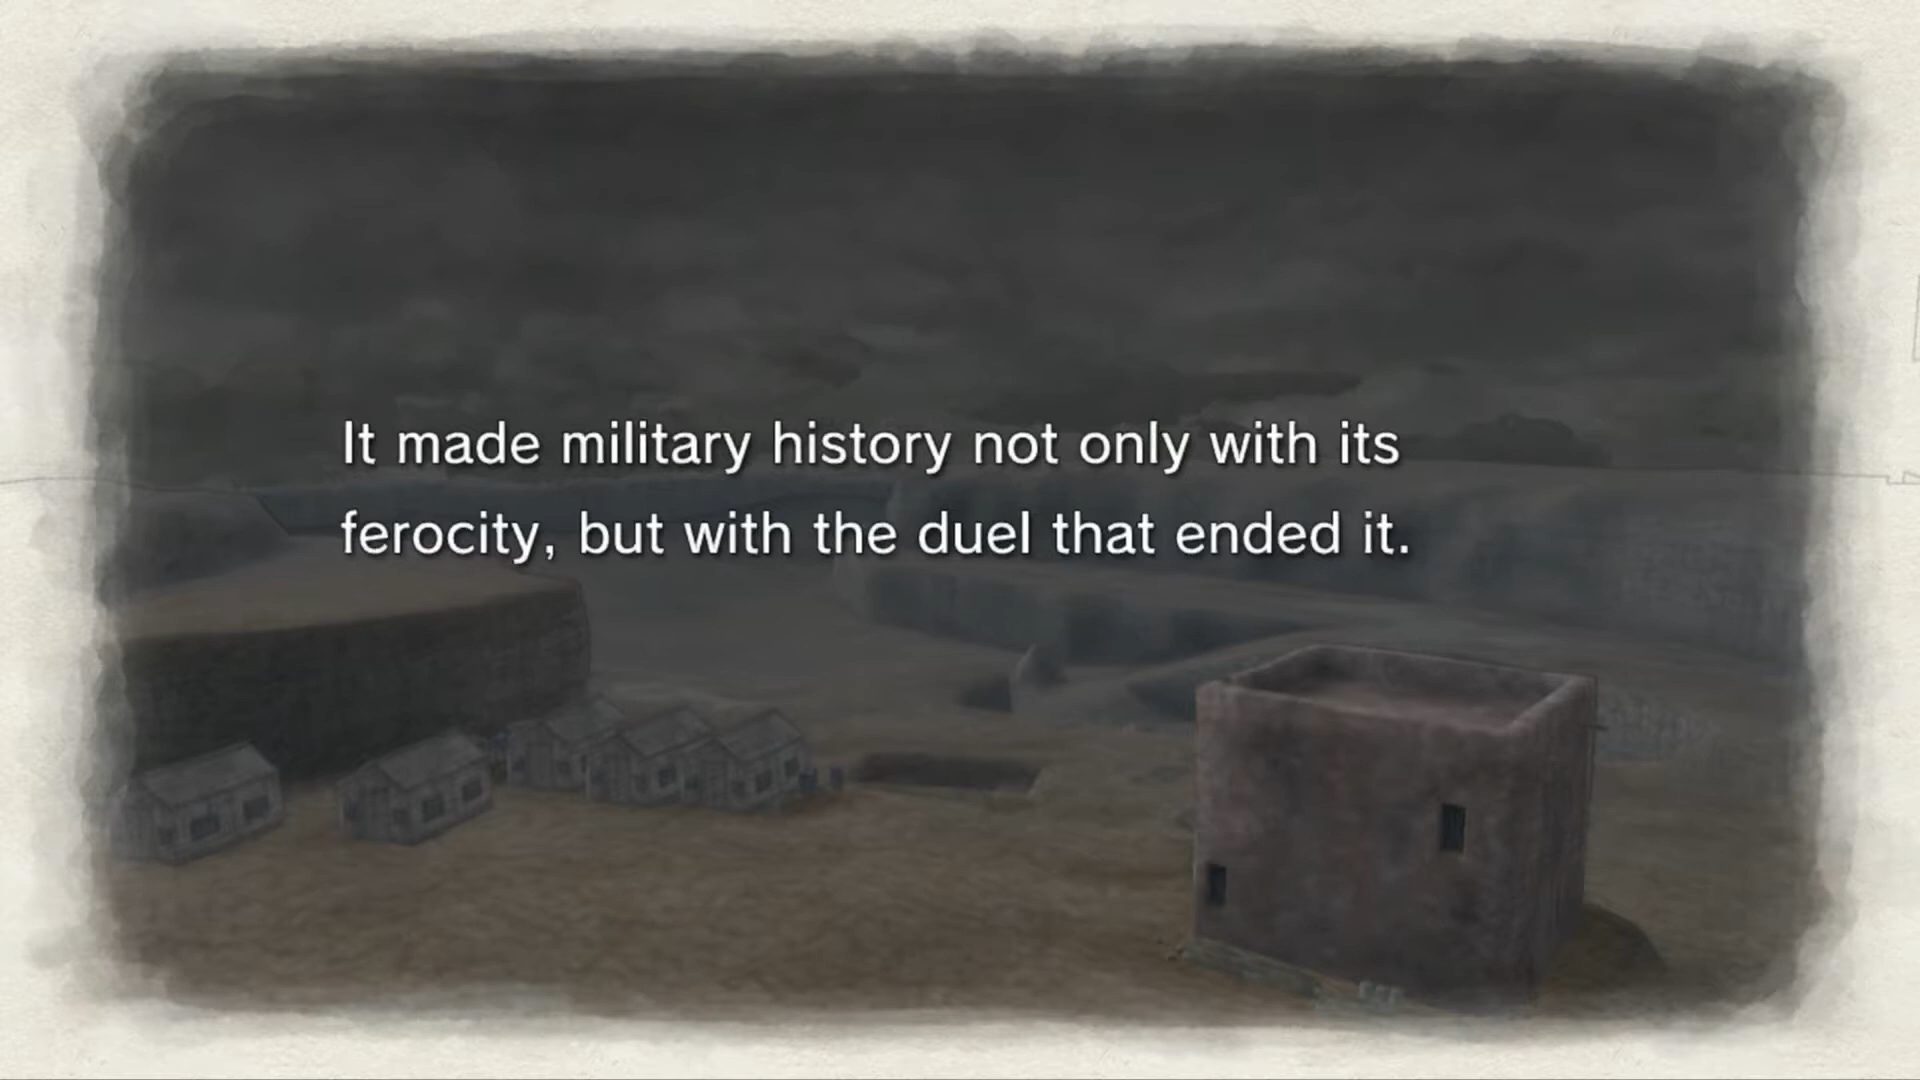 It made military history not only with its
ferocity, but with the duel that ended it.